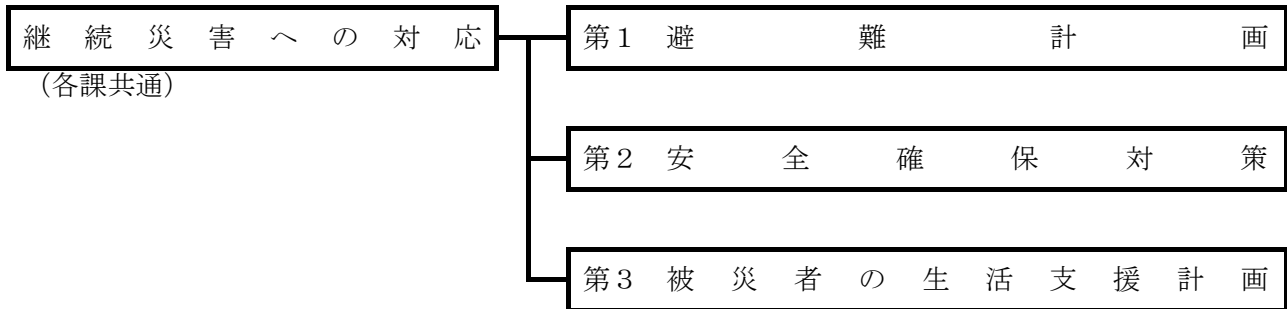 継続災害への対応
(各課共通)
第1 避難計画
第2 安全確保対策
第3 被災者の生活支援計画